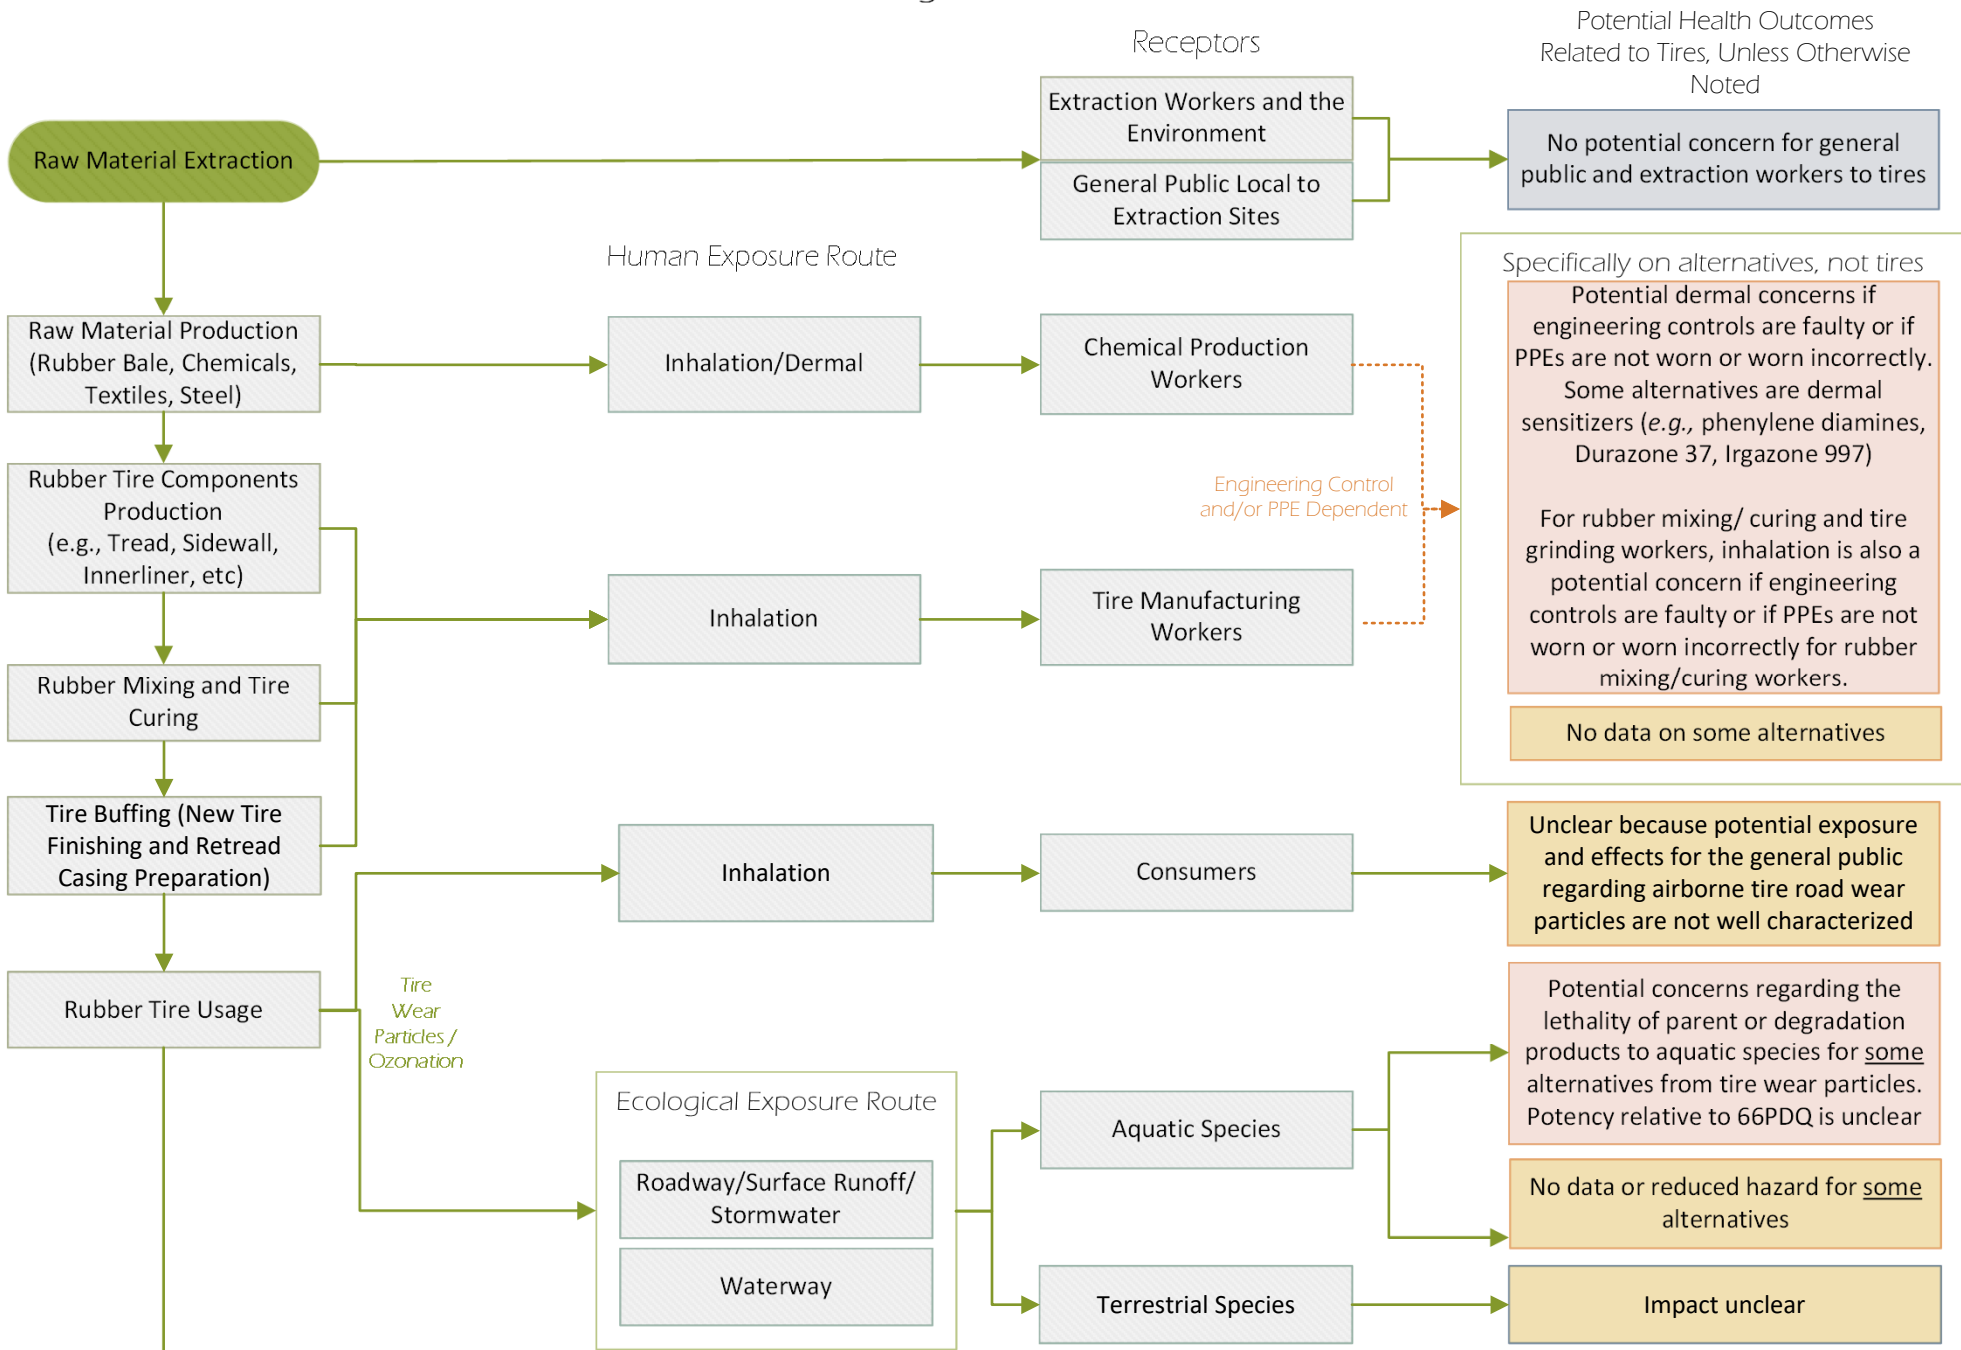 Receptors
Potential Health Outcomes
Related to Tires, Unless Otherwise
Noted
Raw Material Extraction
Extraction Workers and the
Environment
General Public Local to
Extraction Sites
No potential concern for general
public and extraction workers to tires
Human Exposure Route
Raw Material Production
(Rubber Bale, Chemicals,
Textiles, Steel)
Inhalation/Dermal
Chemical Production
Workers
Specifically on alternatives, not tires
Potential dermal concerns if
engineering controls are faulty or if
PPEs are not worn or worn incorrectly.
Some alternatives are dermal
sensitizers (e.g., phenylene diamines,
Durazone 37, Irgazone 997)
For rubber mixing/ curing and tire
grinding workers, inhalation is also a
potential concern if engineering
controls are faulty or if PPEs are not
worn or worn incorrectly for rubber
mixing/curing workers.
No data on some alternatives
Engineering Control
and/or PPE Dependent
Rubber Tire Components
Production
(e.g., Tread, Sidewall,
Innerliner, etc)
Inhalation
Tire Manufacturing
Workers
Rubber Mixing and Tire
Curing
Tire Buffing (New Tire
Finishing and Retread
Casing Preparation)
Inhalation
Consumers
Unclear because potential exposure
and effects for the general public
regarding airborne tire road wear
particles are not well characterized
Rubber Tire Usage
Tire
Wear
Particles /
Ozonation
Ecological Exposure Route
Roadway/Surface Runoff/
Stormwater
Waterway
Aquatic Species
Potential concerns regarding the
lethality of parent or degradation
products to aquatic species for some
alternatives from tire wear particles.
Potency relative to 66PDQ is unclear
No data or reduced hazard for some
alternatives
Terrestrial Species
Impact unclear